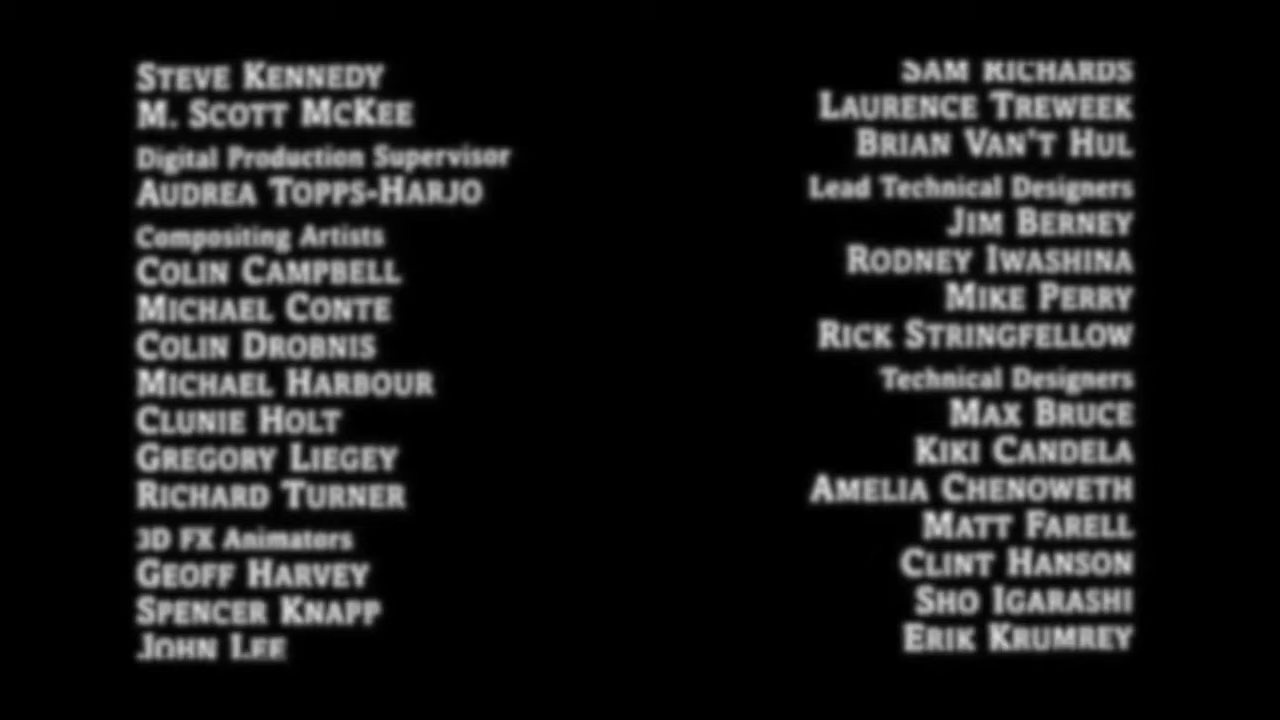 STEVE KENNEDY
M. SCOTT MCKEE
Digital Production Supervisor
AUDREA TOPPS-HARJO
Compositing Artists
COLIN CAMPBELL
MICHAEL CONTE
COLIN DROBNIS
MICHAEL HARBOUR
CLUNIE HOLT
GREGORY LIEGEY
RICHARD TURNER
3D FX Animators
GEOFF HARVEY
SPENCER KNAPP
JOHN LEE
SAM RICHARDS
LAURENCE TREWEEK
BRIAN VAN'T HUL
Lead Technical Designers
JIM BERNEY
RODNEY IWASHINA
MIKE PERRY
RICK STRINGFELLOW
Technical Designers
MAX BRUCE
KIKI CANDELA
AMELIA CHENOWETH
MATT FARELL
CLINT HANSON
SHO IGARASHI
ERIK KRUMREY